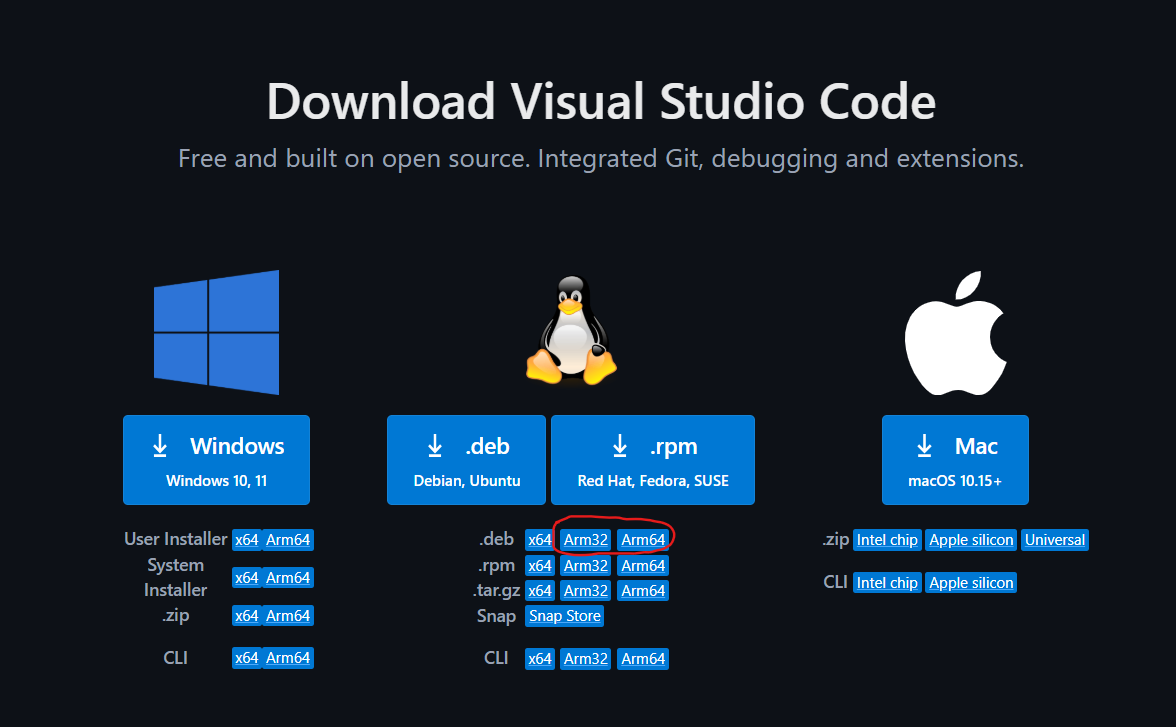 Download Visual Studio Code
Free and built on open source. Integrated Git, debugging and extensions.
Windows
Windows 10, 11
User Installer x64 Arm64
System
Installer x64 Arm64
.zip x64 Arm64
CLI x64 Arm64
.deb
Debian, Ubuntu
.rpm
Red Hat, Fedora, SUSE
.deb x64 Arm32 Arm64
.rpm x64 Arm32 Arm64
.tar.gz x64 Arm32 Arm64
Snap Snap Store
CLI x64 Arm32 Arm64
Mac
macOS 10.15+
.zip Intel chip Apple silicon Universal
CLI Intel chip Apple silicon